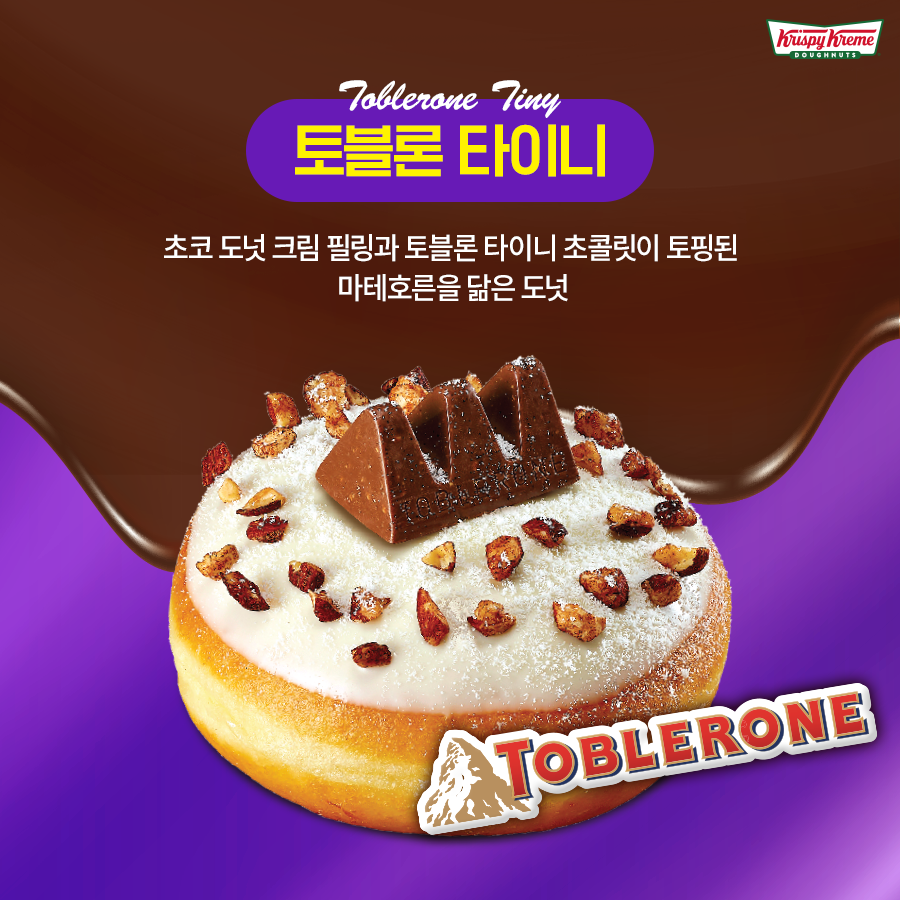 Krispy Kreme
DOUGHNUTS
Toblerone Tiny
토블론 타이니
초코 도넛 크림 필링과 토블론 타이니 초콜릿이 토핑된
마테호른을 닮은 도넛
TOBLERONE
TOBLERONE